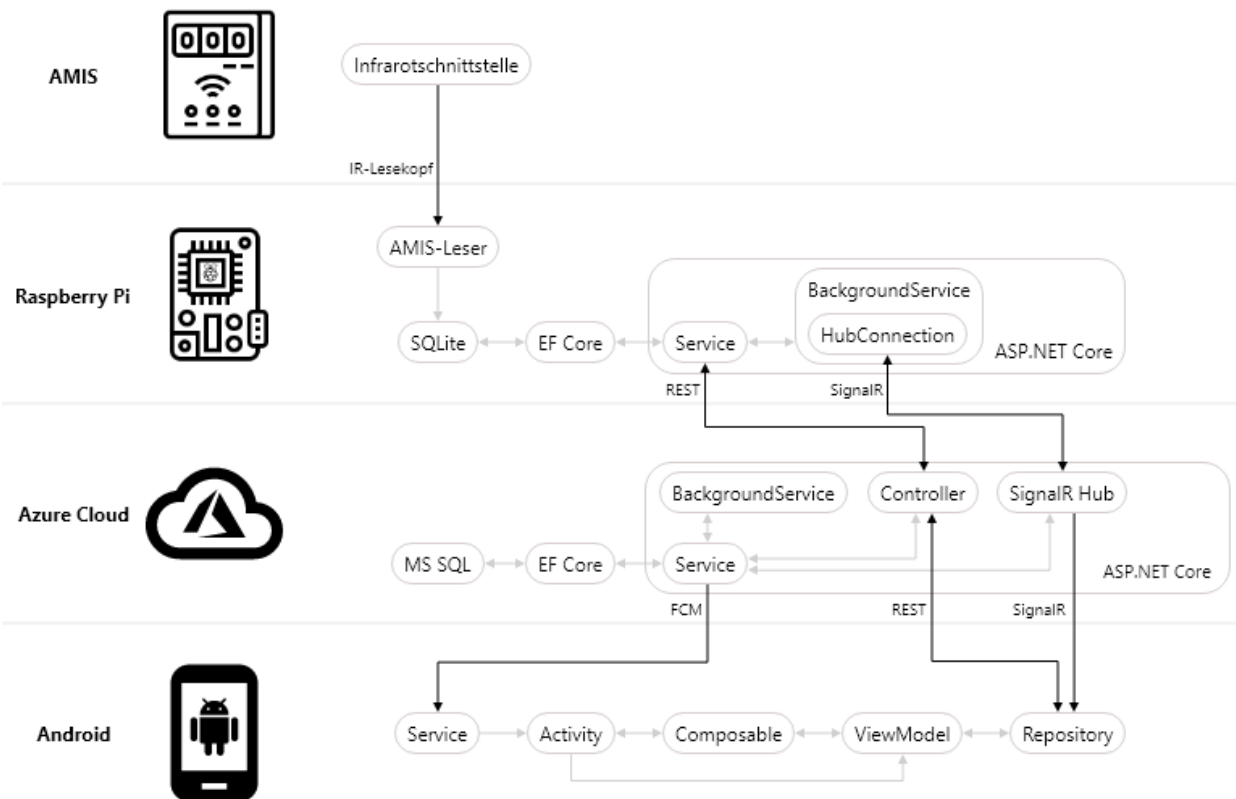 000
AMIS
Infrarotschnittstelle
IR-Lesekopf
AMIS-Leser
Raspberry Pi
BackgroundService
SQLite
EF Core
Service
HubConnection
ASP.NET Core
REST
SignalR
Azure Cloud
BackgroundService
Controller
SignalR Hub
MS SQL
EF Core
Service
ASP.NET Core
FCM
REST
SignalR
Android
Service
Activity
Composable
ViewModel
Repository